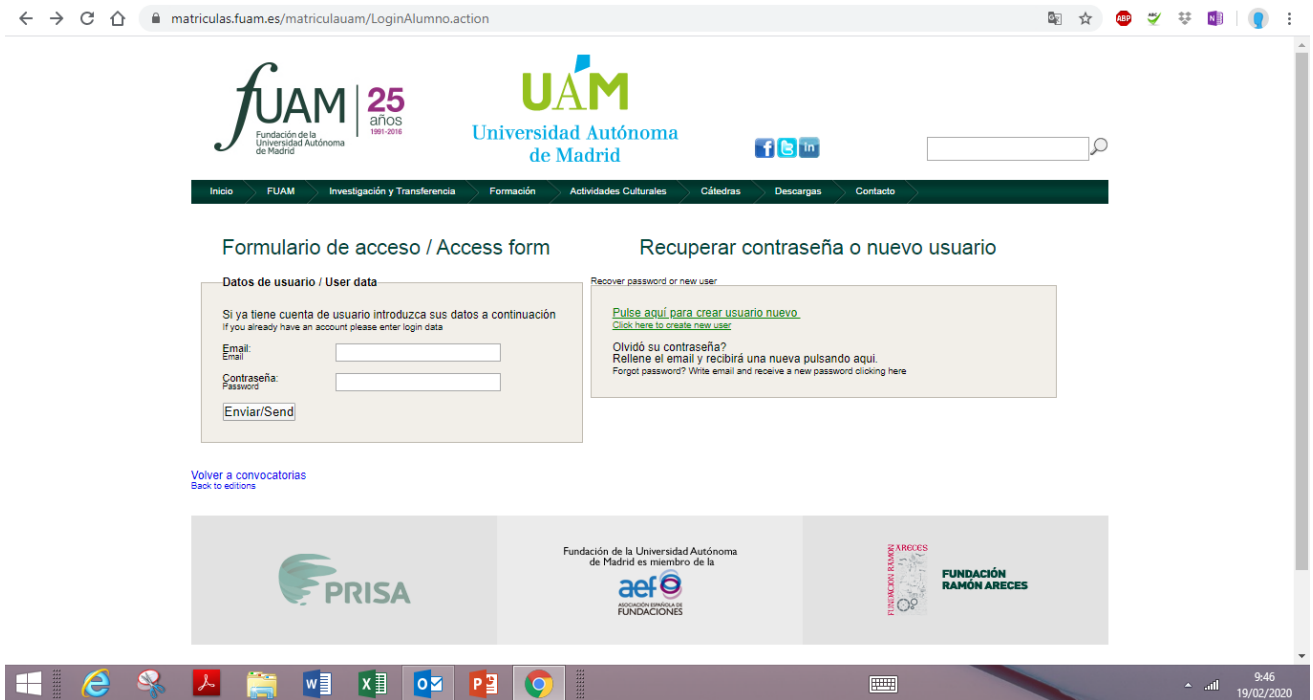 matriculas.fuam.es/matriculauam/LoginAlumno.action
ABP
fUAM
25
años
1991-2016
Fundación de la
Universidad Autónoma
de Madrid
UAM
Universidad Autónoma
de Madrid
Inicio FUAM Investigación y Transferencia Formación Actividades Culturales Cátedras Descargas Contacto
Formulario de acceso / Access form
Datos de usuario / User data
Si ya tiene cuenta de usuario introduzca sus datos a continuación
If you already have an account please enter login data
Email:
Email
Contraseña:
Password
Enviar/Send
Recuperar contraseña o nuevo usuario
Recover password or new user
Pulse aquí para crear usuario nuevo
Click here to create new user
Olvidó su contraseña?
Rellene el email y recibirá una nueva pulsando aqui.
Forgot password? Write email and receive a new password clicking here
Volver a convocatorias
Back to editions
PRISA
Fundación de la Universidad Autónoma
de Madrid es miembro de la
aef
ASOCIACIÓN ESPAÑOLA DE
FUNDACIONES
FUNDACION RAMON ARECES
FUNDACIÓN
RAMÓN ARECES
9:46
19/02/2020